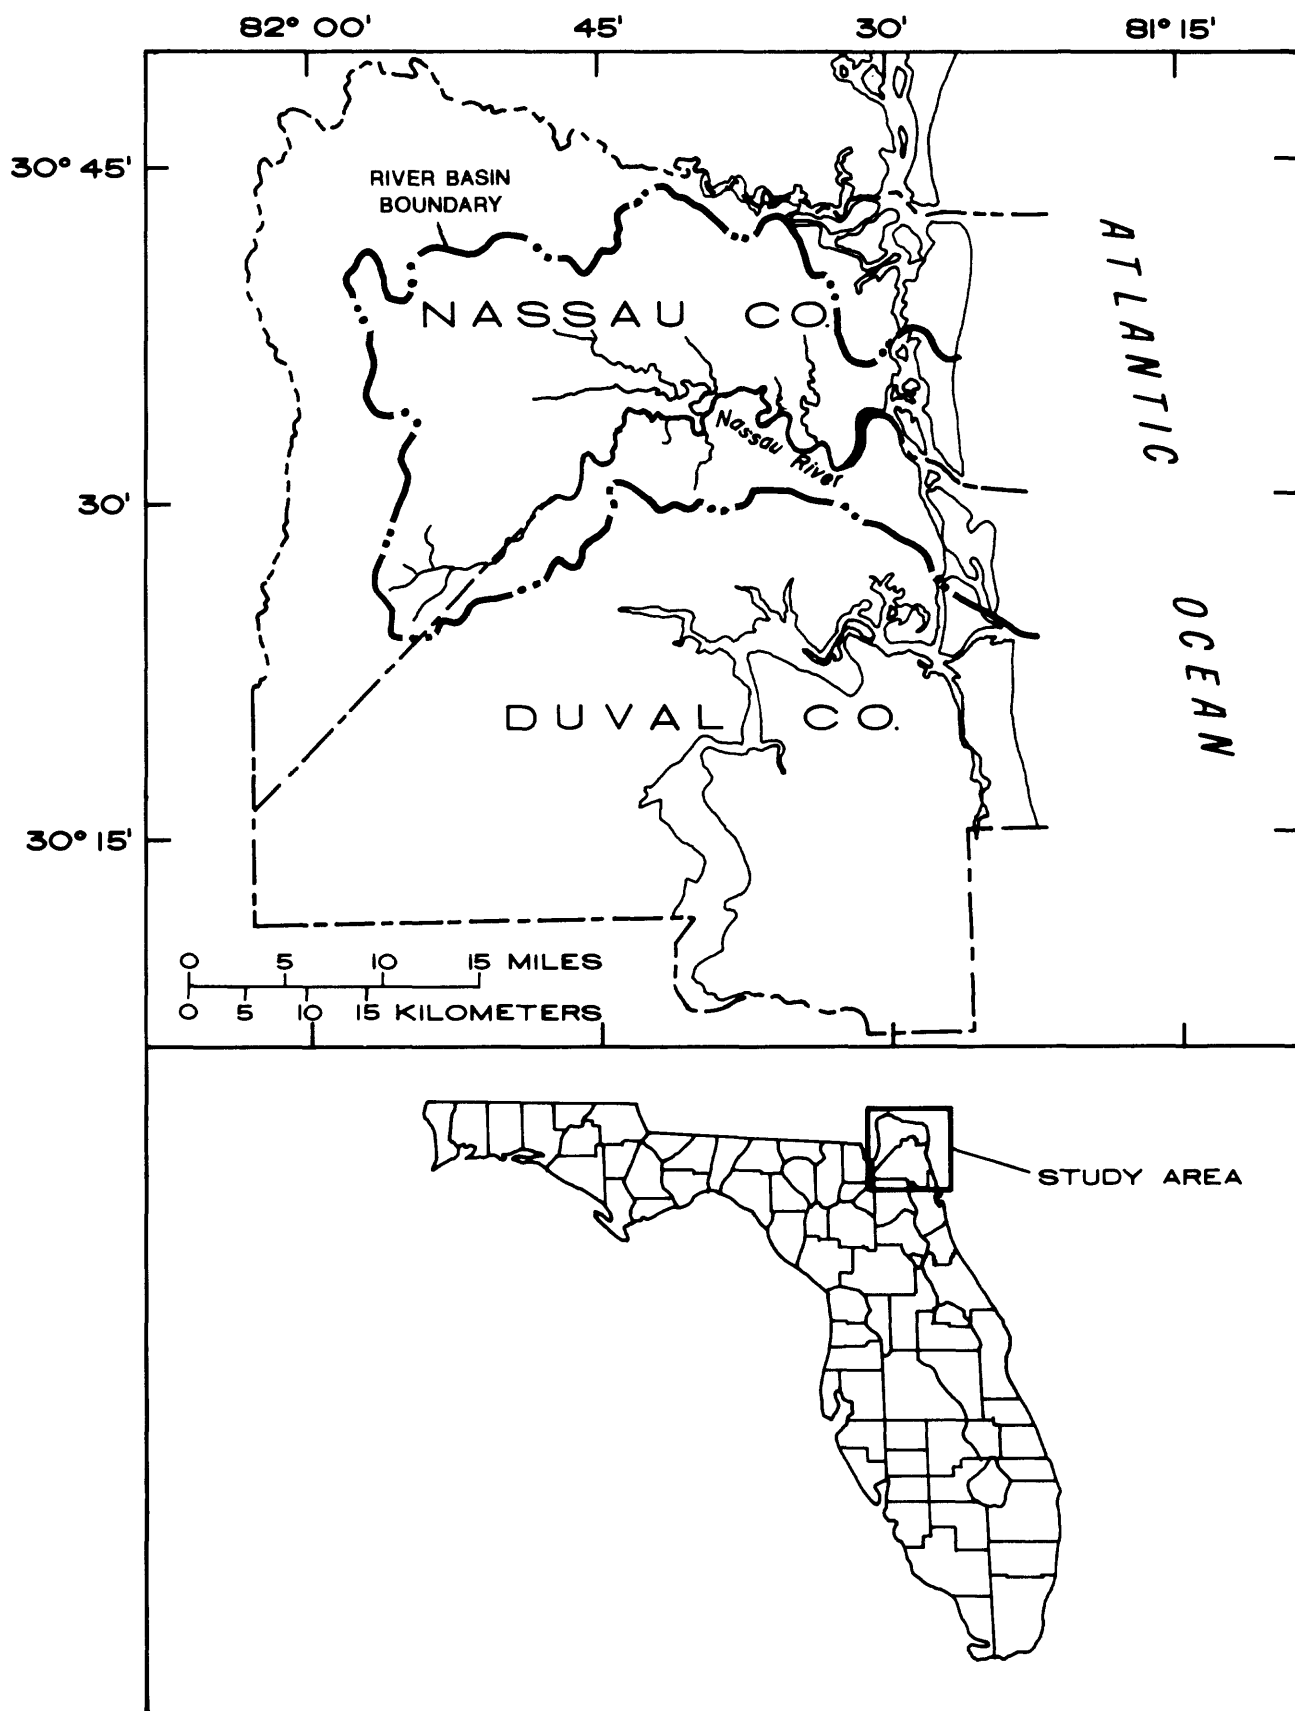 82° 00' 45' 30' 81° 15'
30° 45'
RIVER BASIN
BOUNDARY
ATLANTIC
NASSAU CO.
Nassau River
30'
OCEAN
DUVAL CO.
30° 15'
0 5 10 15 MILES
0 5 10 15 KILOMETERS
STUDY AREA